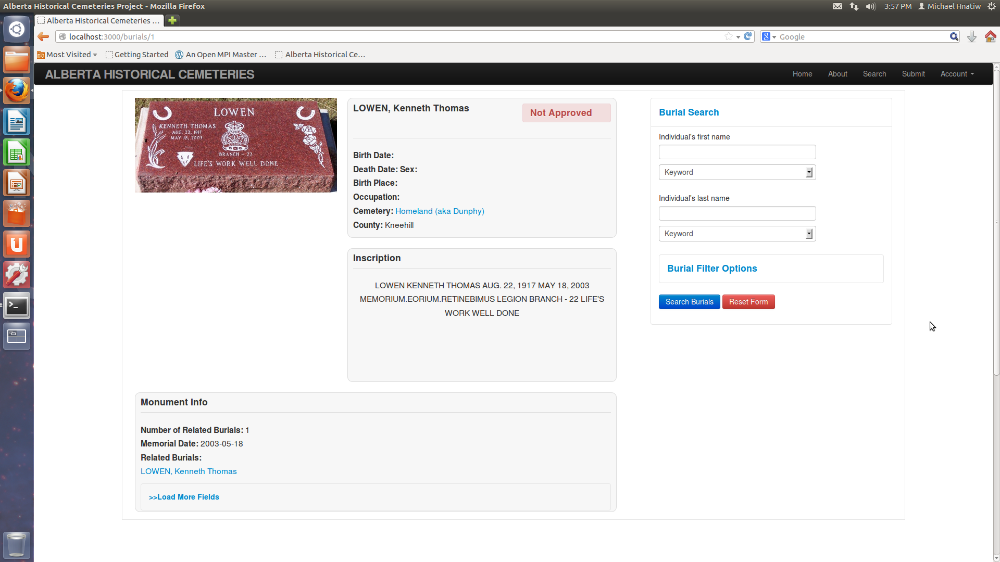 Alberta Historical Cemeteries Project - Mozilla Firefox
3:57 PM Michael Hnatiw
Alberta Historical Cemeteries ...
localhost:3000/burials/1
Google
Most Visited Getting Started An Open MPI Master ... Alberta Historical Ce...
ALBERTA HISTORICAL CEMETERIES
Home About Search Submit Account
LOWEN
KENNETH THOMAS
AUG. 22, 1917
MAY 18, 2003
LEGION
BRANCH - 22
LIFE'S WORK WELL DONE
LOWEN, Kenneth Thomas
Not Approved
Birth Date:
Death Date: Sex:
Birth Place:
Occupation:
Cemetery: Homeland (aka Dunphy)
County: Kneehill
Inscription
LOWEN KENNETH THOMAS AUG. 22, 1917 MAY 18, 2003
MEMORIUM.EORIUM.RETINEBIMUS LEGION BRANCH - 22 LIFE'S
WORK WELL DONE
Monument Info
Number of Related Burials: 1
Memorial Date: 2003-05-18
Related Burials:
LOWEN, Kenneth Thomas
>>Load More Fields
Burial Search
Individual's first name
Keyword
Individual's last name
Keyword
Burial Filter Options
Search Burials Reset Form